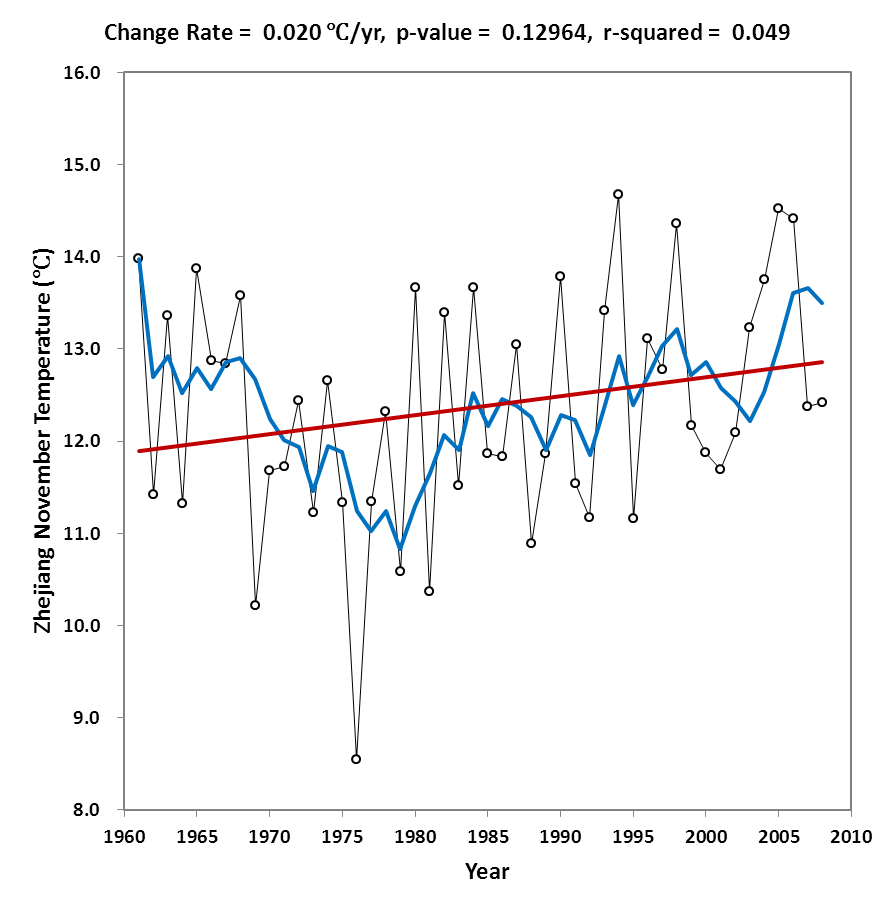 Change Rate = 0.020 ℃/yr, p-value = 0.12964, r-squared = 0.049
16.0
15.0
14.0
13.0
12.0
11.0
10.0
9.0
8.0
Zhejiang November Temperature (℃)
1960 1965 1970 1975 1980 1985 1990 1995 2000 2005 2010
Year